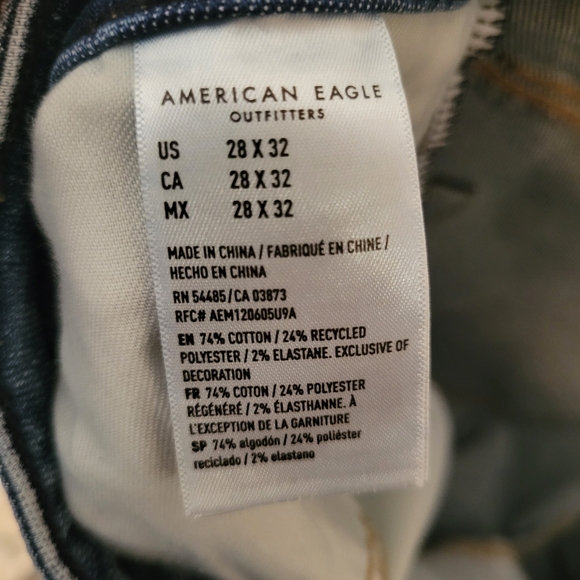 AMERICAN EAGLE
OUTFITTERS
US 28 X 32
CA 28 X 32
MX 28 X 32
MADE IN CHINA / FABRIQUÉ EN CHINE /
HECHO EN CHINA
RN 54485/CA 03873
RFC# AEM120605U9A
EN 74% COTTON / 24% RECYCLED
POLYESTER / 2% ELASTANE. EXCLUSIVE OF
DECORATION
FR 74% COTON / 24% POLYESTER
RÉGÉNÉRÉ / 2% ÉLASTHANNE. À
L'EXCEPTION DE LA GARNITURE
SP 74% algodón / 24% poliéster
reciclado / 2% elastano